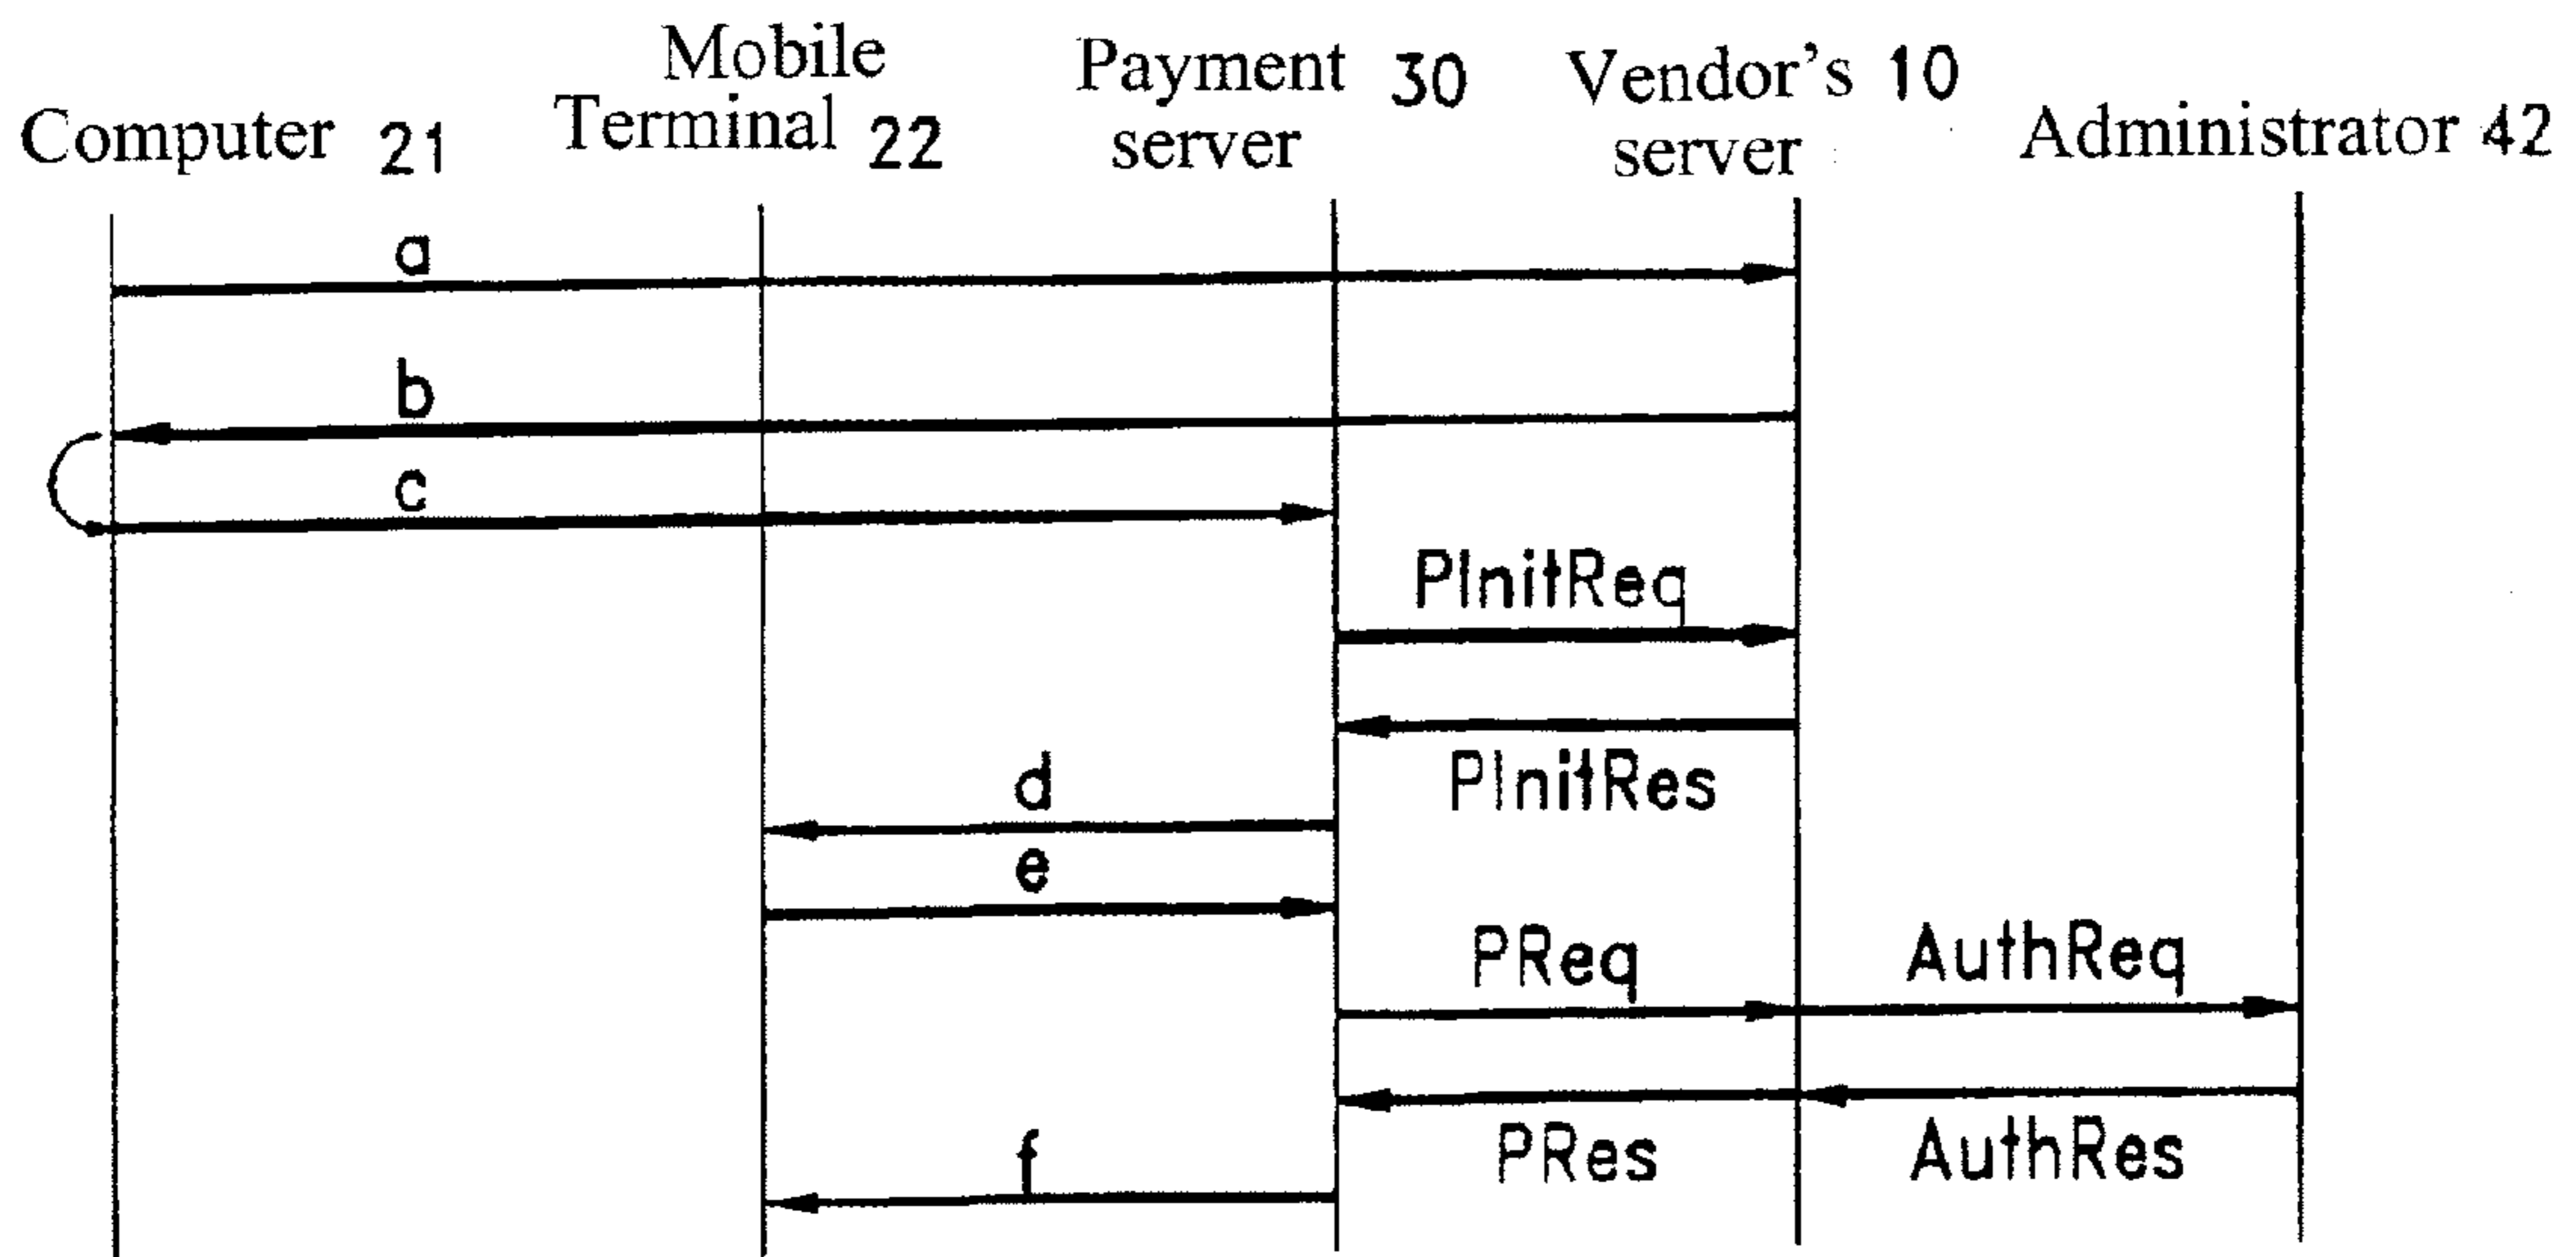 Computer 21
Mobile
Terminal 22
Payment 30
server
Vendor's 10
server
Administrator 42
a
b
c
PInitReq
PInitRes
d
e
PReq
AuthReq
PRes
AuthRes
f